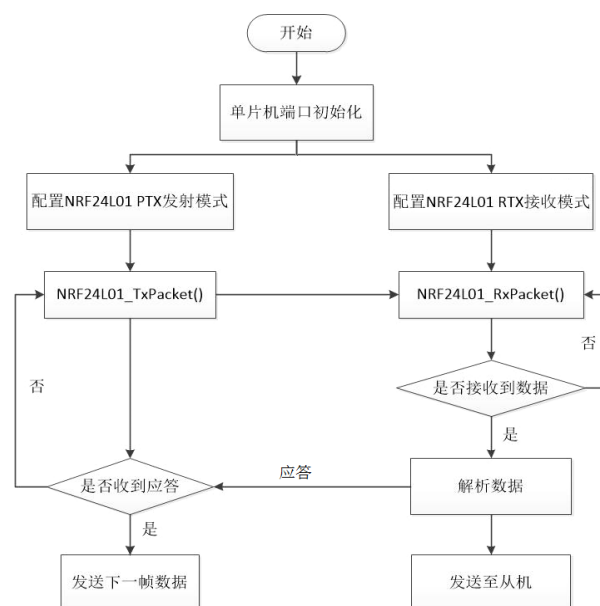 开始
单片机端口初始化
配置NRF24L01 PTX发射模式
配置NRF24L01 RTX接收模式
NRF24L01_TxPacket()
NRF24L01_RxPacket()
否
否
是否接收到数据
是
是否收到应答
应答
解析数据
是
发送下一帧数据
发送至从机